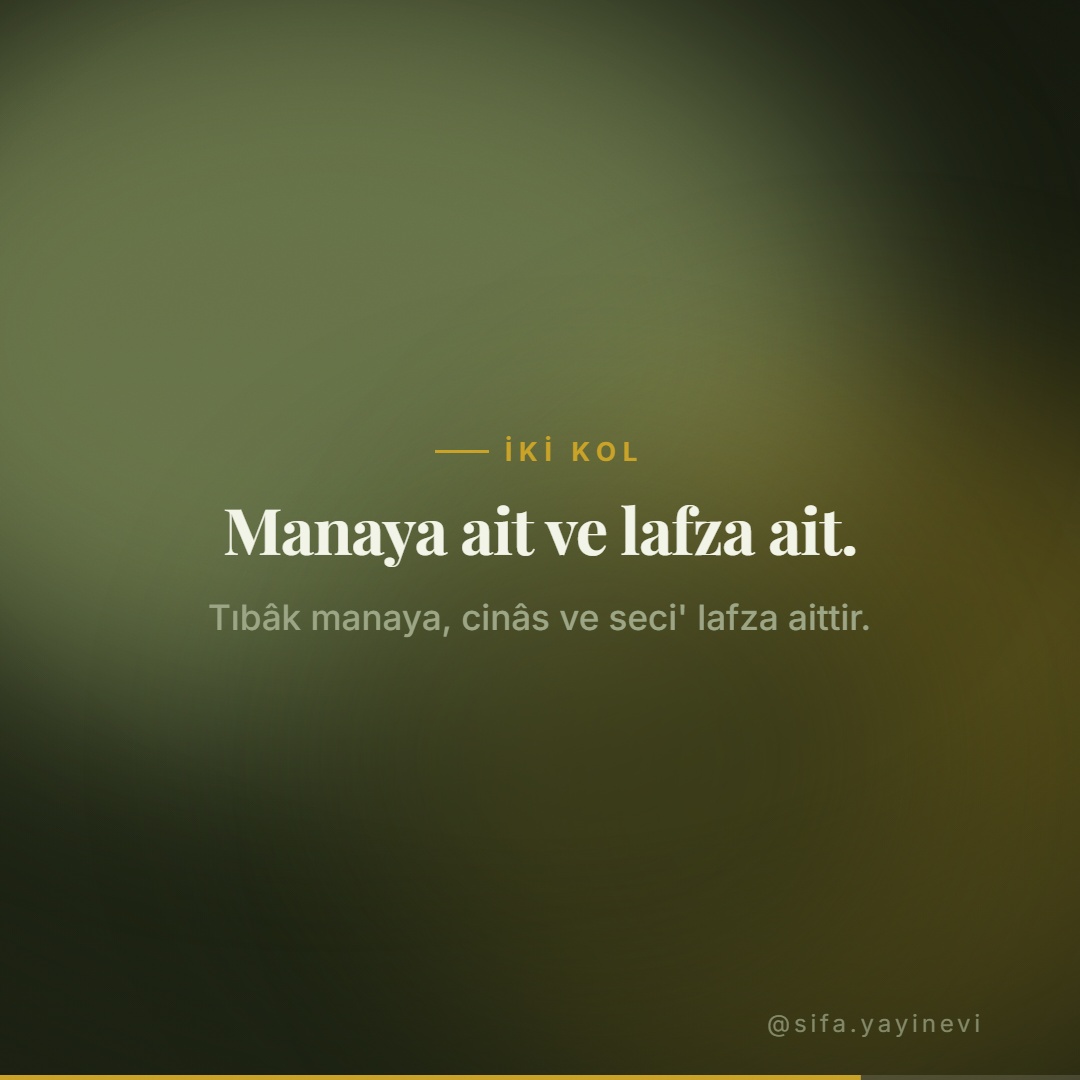 İKİ KOL
Manaya ait ve lafza ait.
Tıbâk manaya, cinâs ve seci' lafza aittir.
@sifa.yayinevi